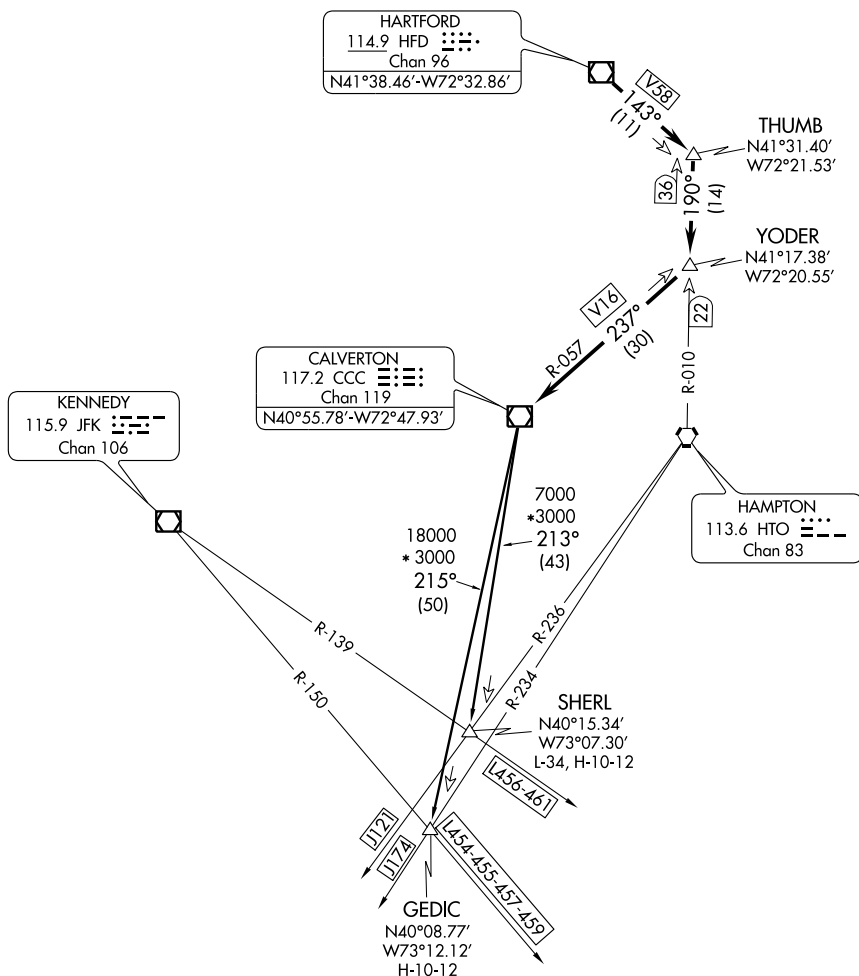 HARTFORD
114.9 HFD
Chan 96
N41°38.46’-W72°32.86’
V58
143°
(11)
THUMB
N41°31.40’
W72°21.53’
36
190°
(14)
YODER
N41°17.38’
W72°20.55’
V16
237°
(30)
R-057
22
R-010
CALVERTON
117.2 CCC
Chan 119
N40°55.78’-W72°47.93’
KENNEDY
115.9 JFK
Chan 106
HAMPTON
113.6 HTO
Chan 83
7000
*3000
213°
(43)
18000
* 3000
215°
(50)
R-139
R-150
R-236
R-234
SHERL
N40°15.34’
W73°07.30’
L-34, H-10-12
L456-461
J121
J174
L454-455-457-459
GEDIC
N40°08.77’
W73°12.12’
H-10-12